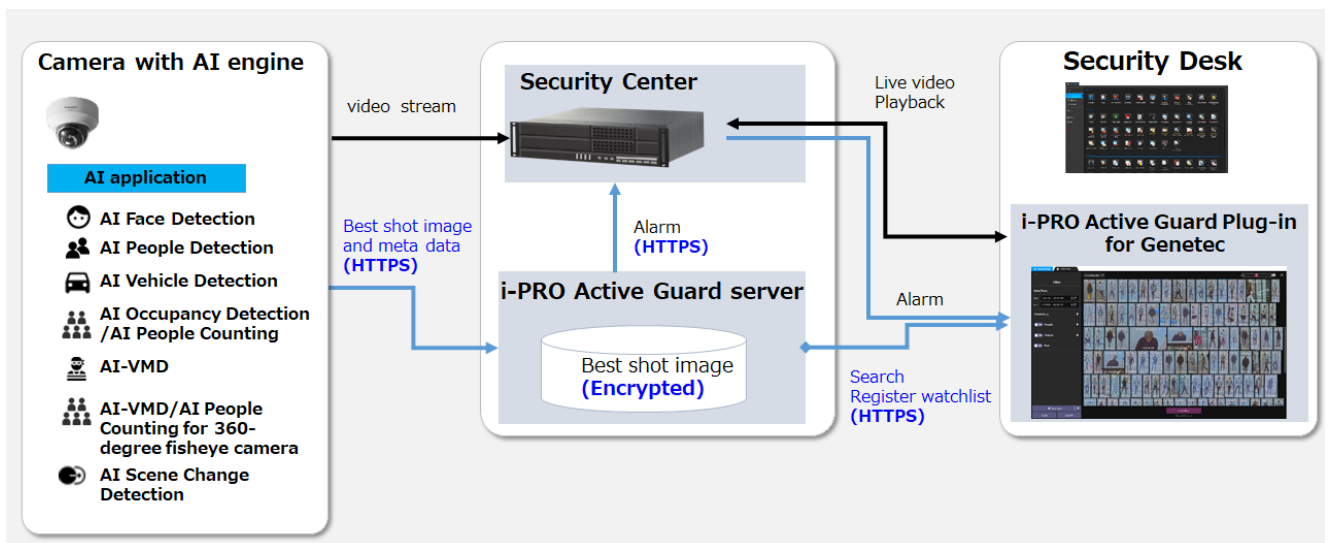 Camera with AI engine
AI application
AI Face Detection
AI People Detection
AI Vehicle Detection
AI Occupancy Detection
/AI People Counting
AI-VMD
AI-VMD/AI People
Counting for 360-
degree fisheye camera
AI Scene Change
Detection
video stream
Best shot image
and meta data
(HTTPS)
Security Center
Alarm
(HTTPS)
i-PRO Active Guard server
Best shot image
(Encrypted)
Live video
Playback
Alarm
Search
Register watchlist
(HTTPS)
Security Desk
i-PRO Active Guard Plug-in
for Genetec